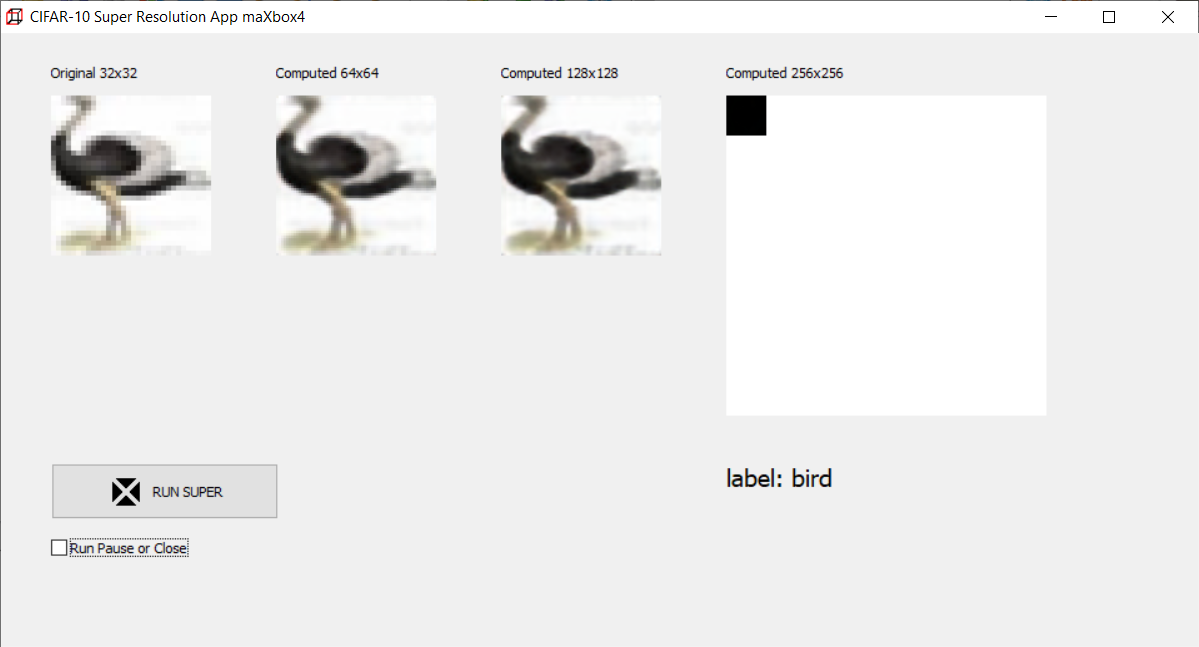 CIFAR-10 Super Resolution App maXbox4
Original 32x32
Computed 64x64
Computed 128x128
Computed 256x256
label: bird
RUN SUPER
Run Pause or Close